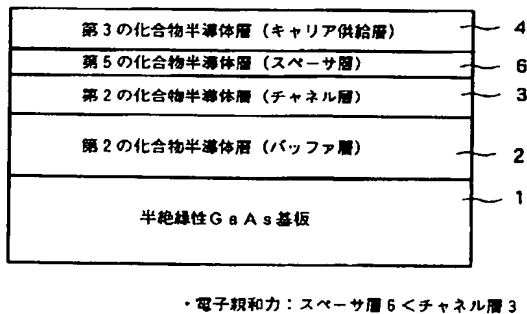 第3の化合物半導体層(キャリア供給層) 4
第5の化合物半導体層(スペーサ層) 6
第2の化合物半導体層(チャネル層) 3
第2の化合物半導体層(バッファ層) 2
半絶縁性GaAs基板 1
・電子親和力:スペーサ層6<チャネル層3